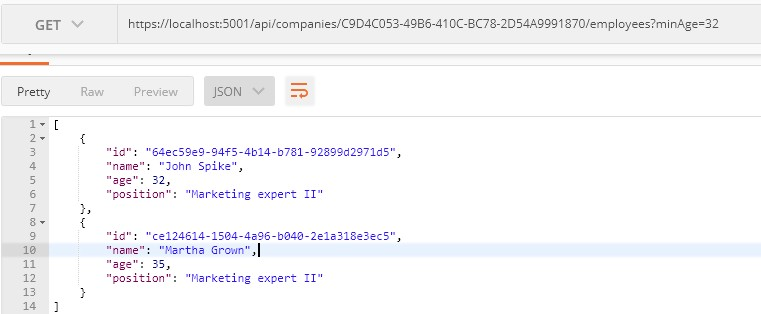 GET https://localhost:5001/api/companies/C9D4C053-49B6-410C-BC78-2D54A9991870/employees?minAge=32
Pretty Raw Preview JSON
1 [
2 {
3 "id": "64ec59e9-94f5-4b14-b781-92899d2971d5",
4 "name": "John Spike",
5 "age": 32,
6 "position": "Marketing expert II"
7 },
8 {
9 "id": "ce124614-1504-4a96-b040-2e1a318e3ec5",
10 "name": "Martha Grown",
11 "age": 35,
12 "position": "Marketing expert II"
13 }
14 ]